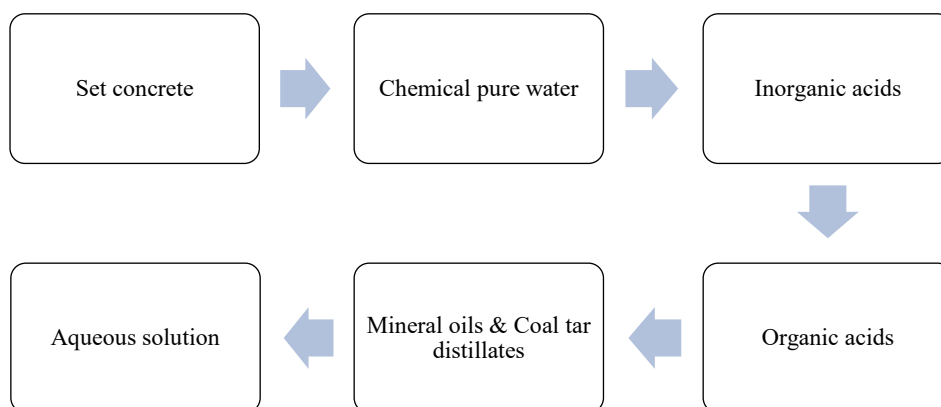 Set concrete
Chemical pure water
Inorganic acids
Organic acids
Mineral oils & Coal tar
distillates
Aqueous solution